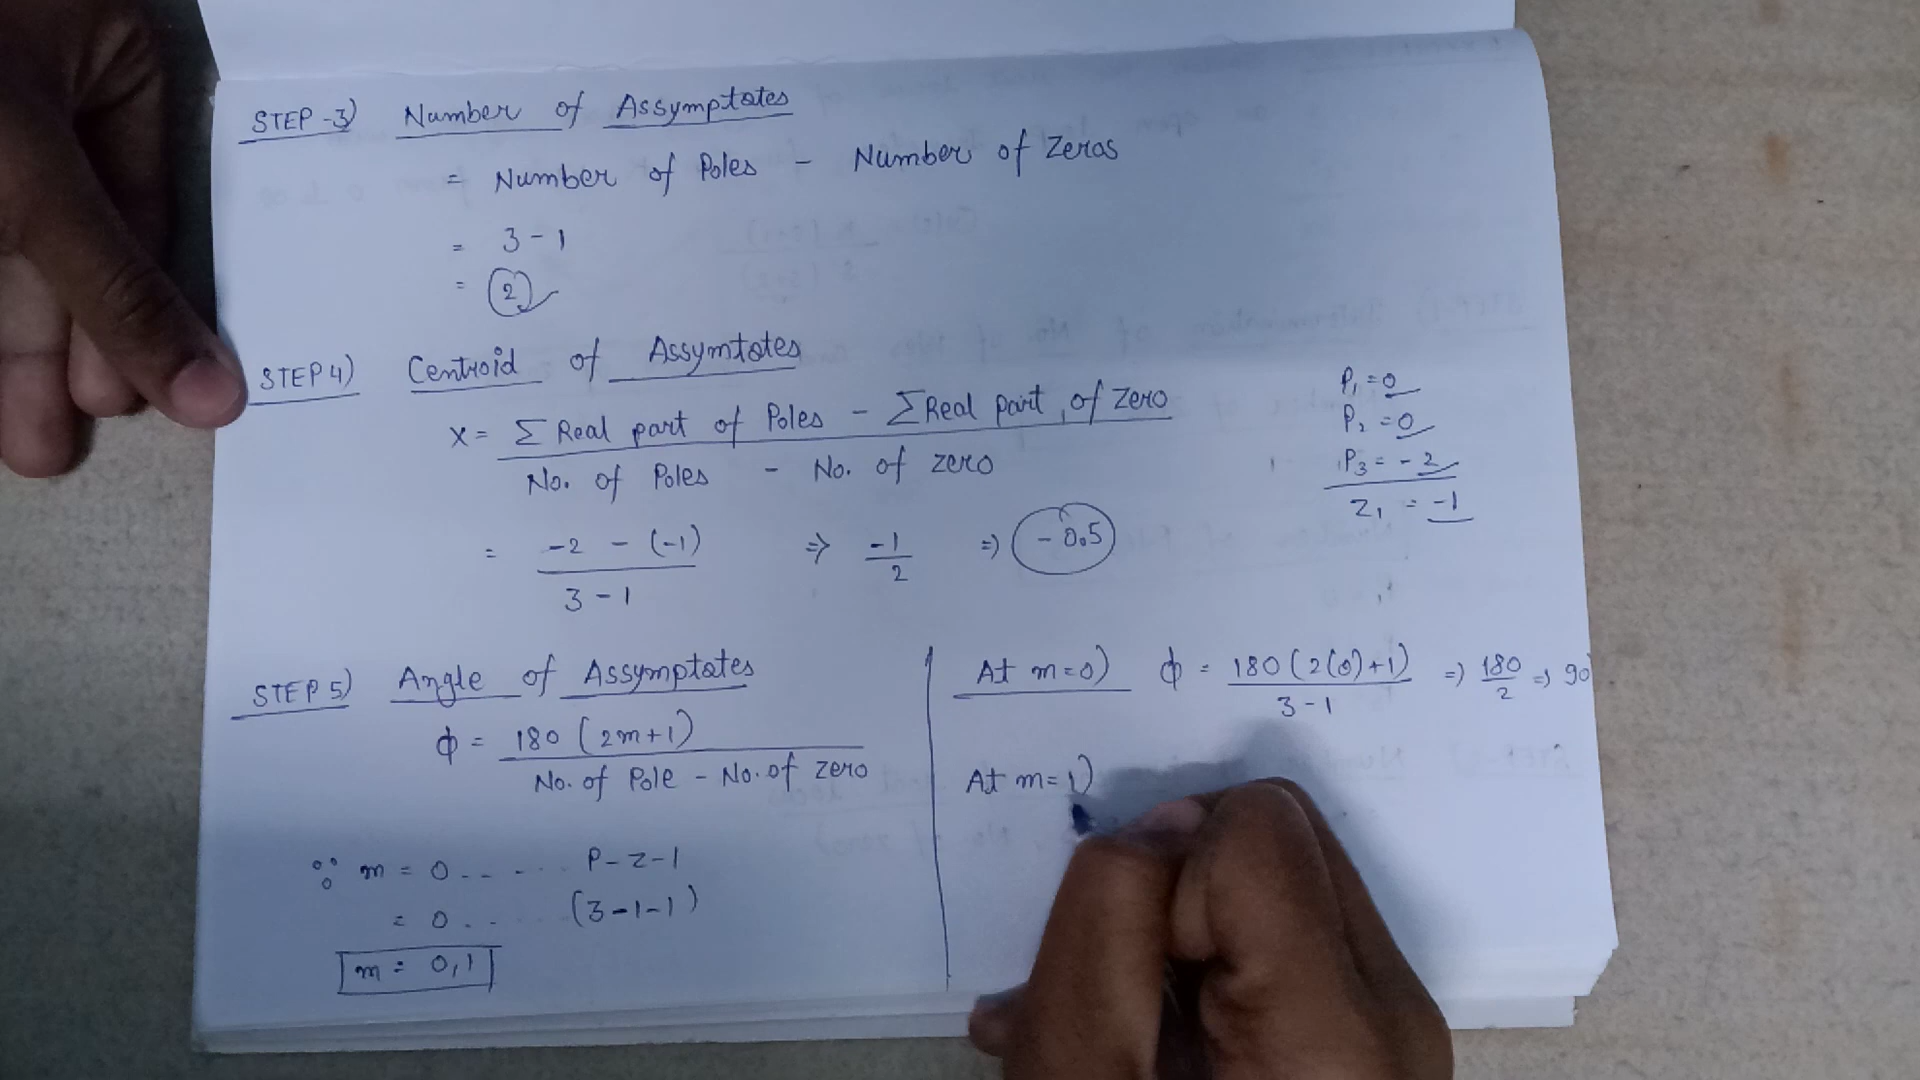 STEP-3) Number of Assymptotes
= Number of Poles - Number of Zeros
= 3-1
= 2
STEP 4) Centroid of Assymtotes
X = Σ Real part of Poles - Σ Real part of Zero
No. of Poles - No. of zero
P1 = 0
P2 = 0
P3 = -2
Z1 = -1
= -2 - (-1) ⇒ -1 ⇒ -0.5
3-1 2
STEP 5) Angle of Assymptotes
ϕ = 180 (2m+1)
No. of Pole - No. of zero
∵ m = 0 .. - ... P-Z-1
= 0 .. (3-1-1)
m = 0,1
At m=0) ϕ = 180(2(0)+1) ⇒ 180 ⇒ 90
3-1 2
At m=1)